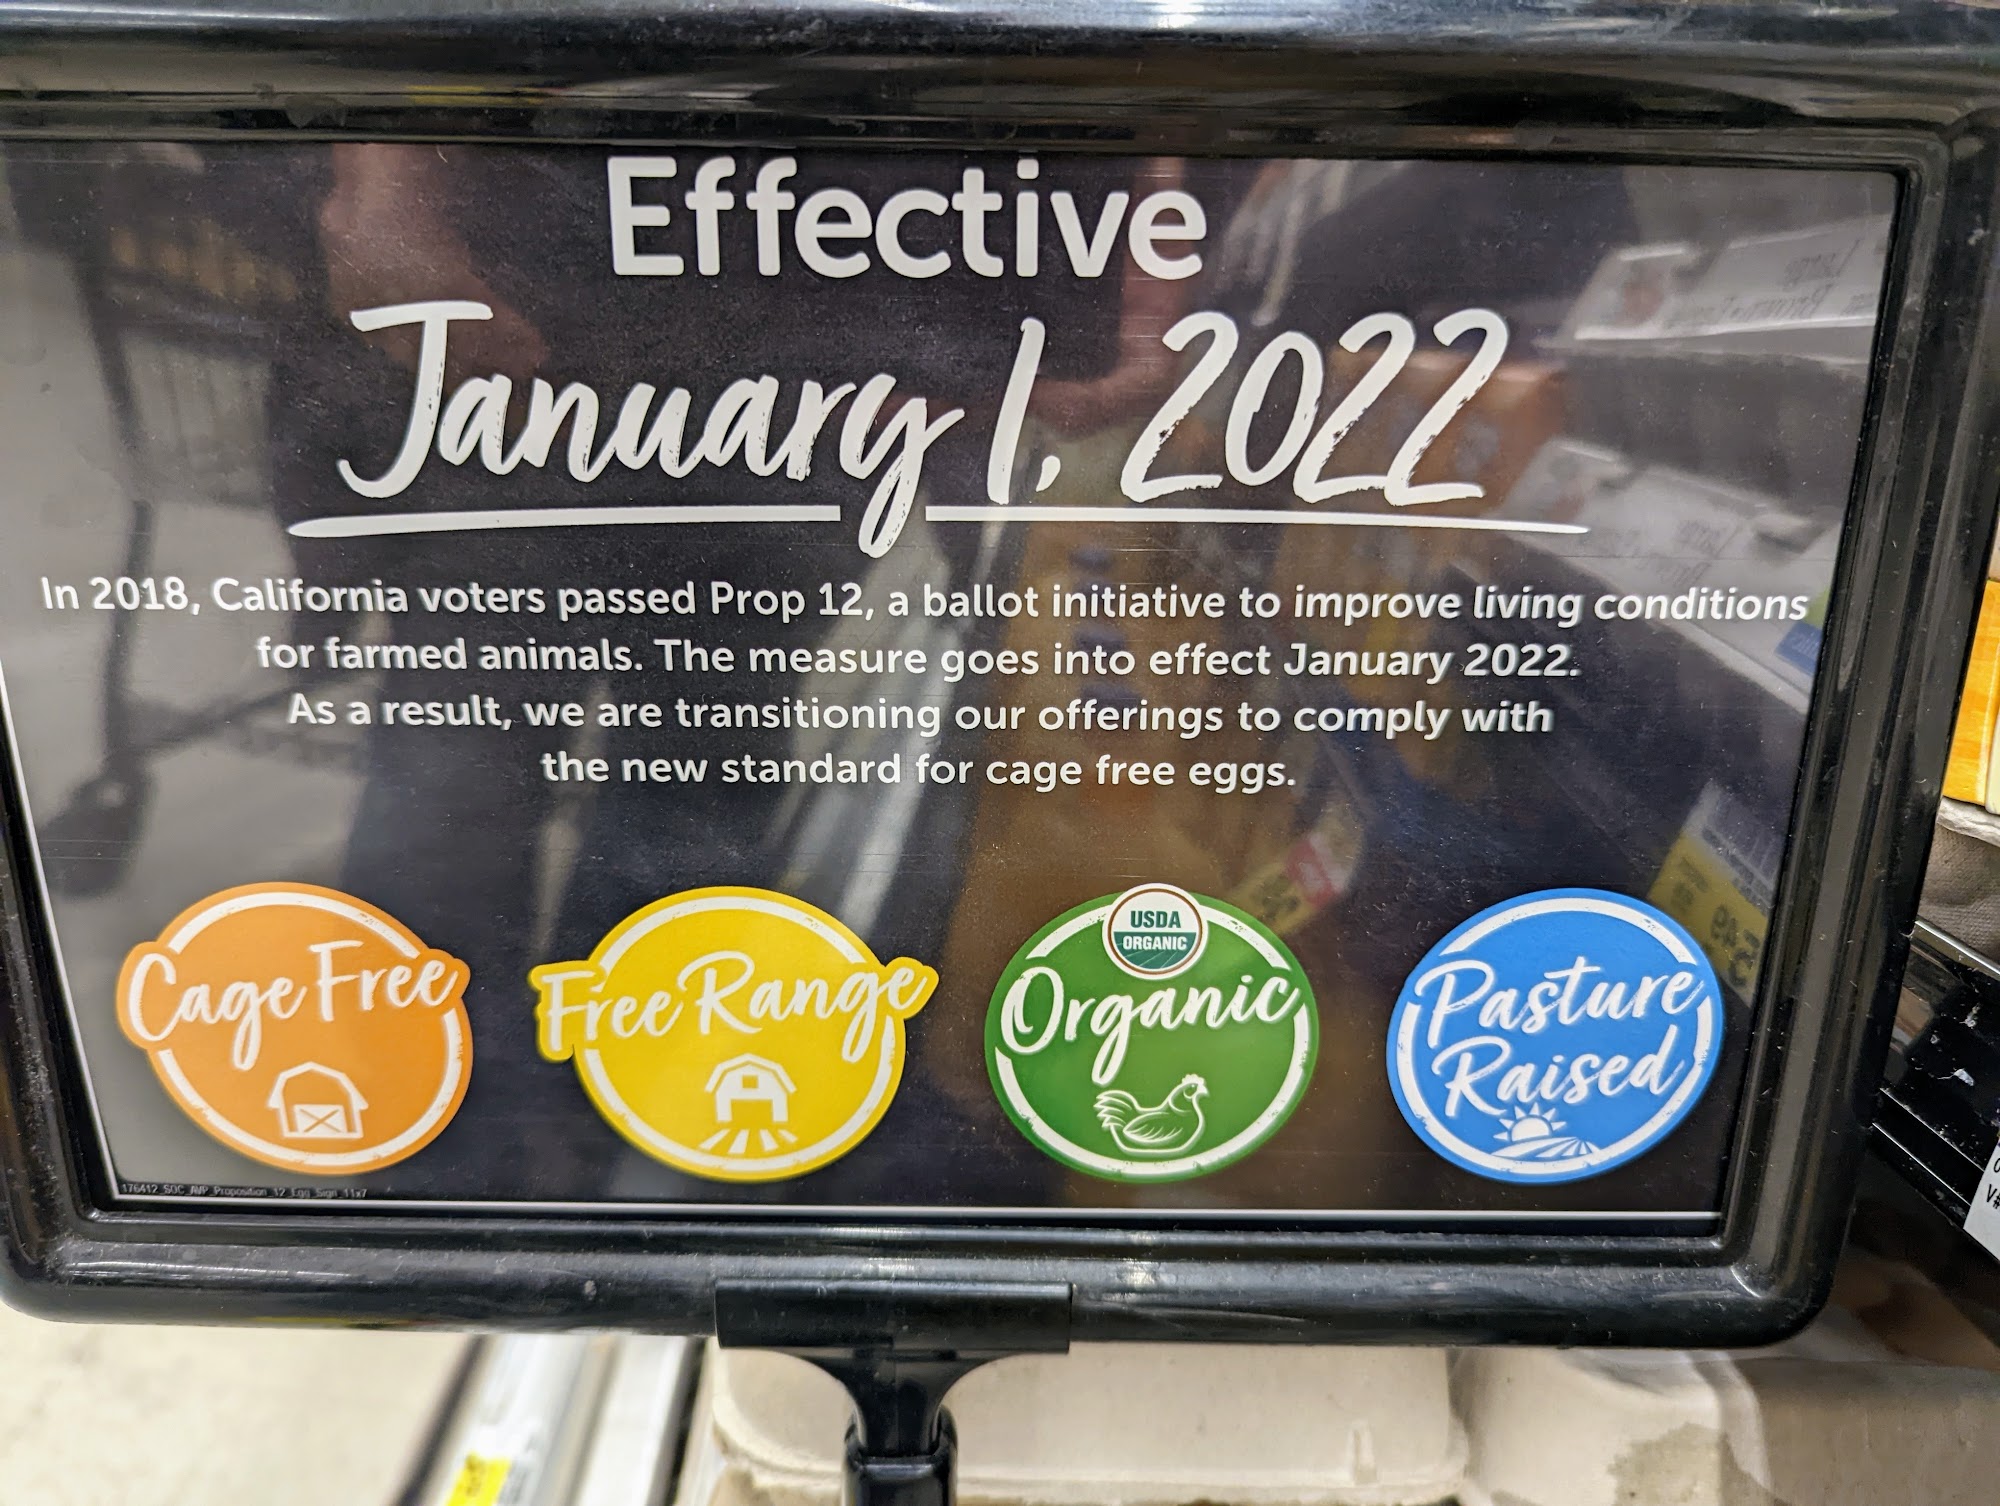 Effective
January 1, 2022
In 2018, California voters passed Prop 12, a ballot initiative to improve living conditions
for farmed animals. The measure goes into effect January 2022.
As a result, we are transitioning our offerings to comply with
the new standard for cage free eggs.
Cage Free
Free Range
USDA
ORGANIC
Organic
Pasture
Raised
176412_SOC_AVP_Proposition_12_Egg_Sign_11x7